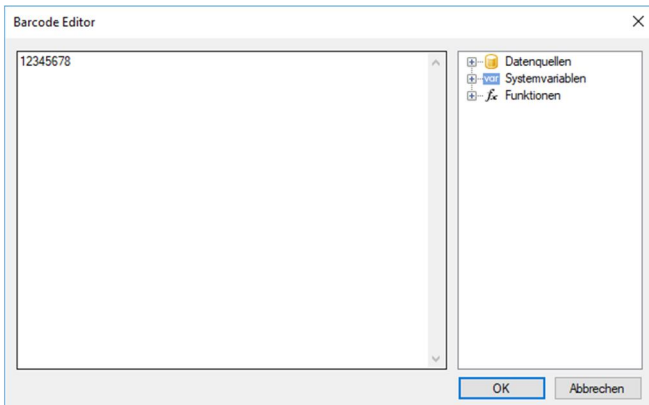 Barcode Editor
12345678
Datenquellen
var Systemvariablen
fx Funktionen
OK
Abbrechen